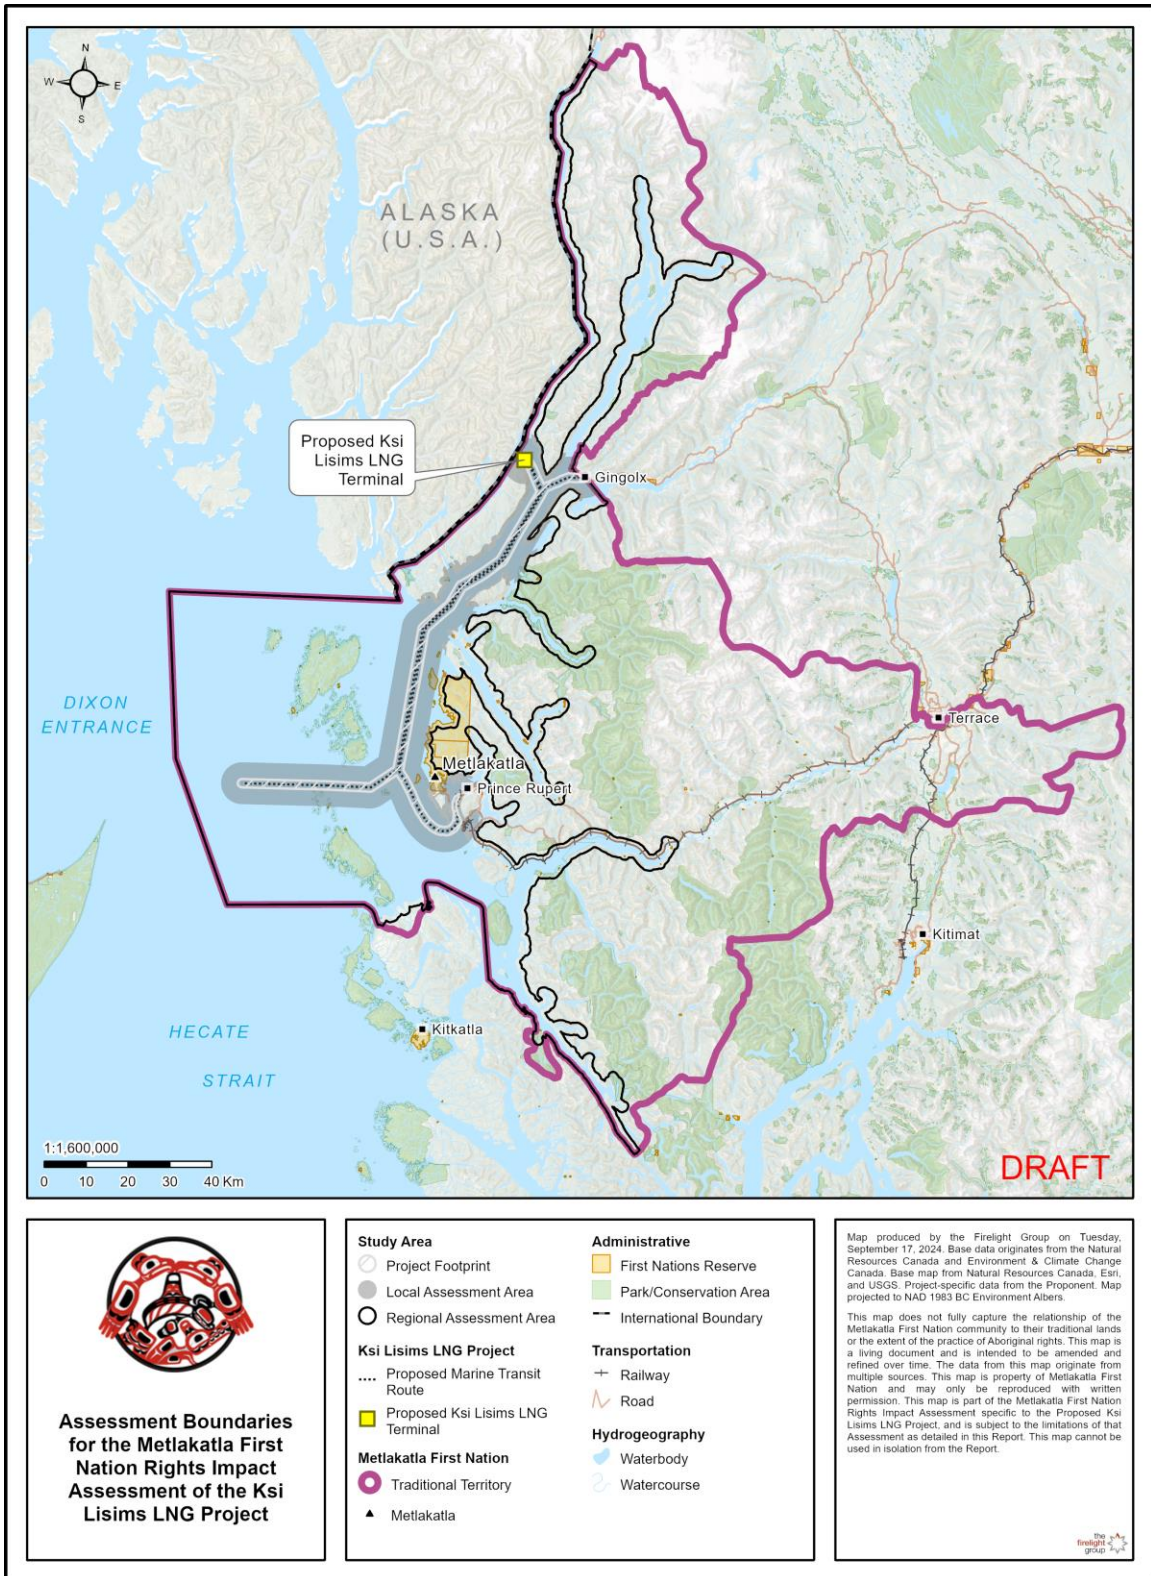 N
W
E
S
ALASKA
(U.S.A.)
Proposed Ksi
Lisims LNG
Terminal
Gingolx
DIXON
ENTRANCE
Terrace
Metlakatla
Prince Rupert
Kitimat
Kitkatla
HECATE
STRAIT
1:1,600,000
0 10 20 30 40 Km
DRAFT
Assessment Boundaries
for the Metlakatla First
Nation Rights Impact
Assessment of the Ksi
Lisims LNG Project
Study Area
Project Footprint
Local Assessment Area
Regional Assessment Area
Ksi Lisims LNG Project
Proposed Marine Transit
Route
Proposed Ksi Lisims LNG
Terminal
Metlakatla First Nation
Traditional Territory
Metlakatla
Administrative
First Nations Reserve
Park/Conservation Area
International Boundary
Transportation
Railway
Road
Hydrogeography
Waterbody
Watercourse
Map produced by the Firelight Group on Tuesday,
September 17, 2024. Base data originates from the Natural
Resources Canada and Environment & Climate Change
Canada. Base map from Natural Resources Canada, Esri,
and USGS. Project-specific data from the Proponent. Map
projected to NAD 1983 BC Environment Albers.
This map does not fully capture the relationship of the
Metlakatla First Nation community to their traditional lands
or the extent of the practice of Aboriginal rights. This map is
a living document and is intended to be amended and
refined over time. The data from this map originate from
multiple sources. This map is property of Metlakatla First
Nation and may only be reproduced with written
permission. This map is part of the Metlakatla First Nation
Rights Impact Assessment specific to the Proposed Ksi
Lisims LNG Project, and is subject to the limitations of that
Assessment as detailed in this Report. This map cannot be
used in isolation from the Report.
the
firelight
group